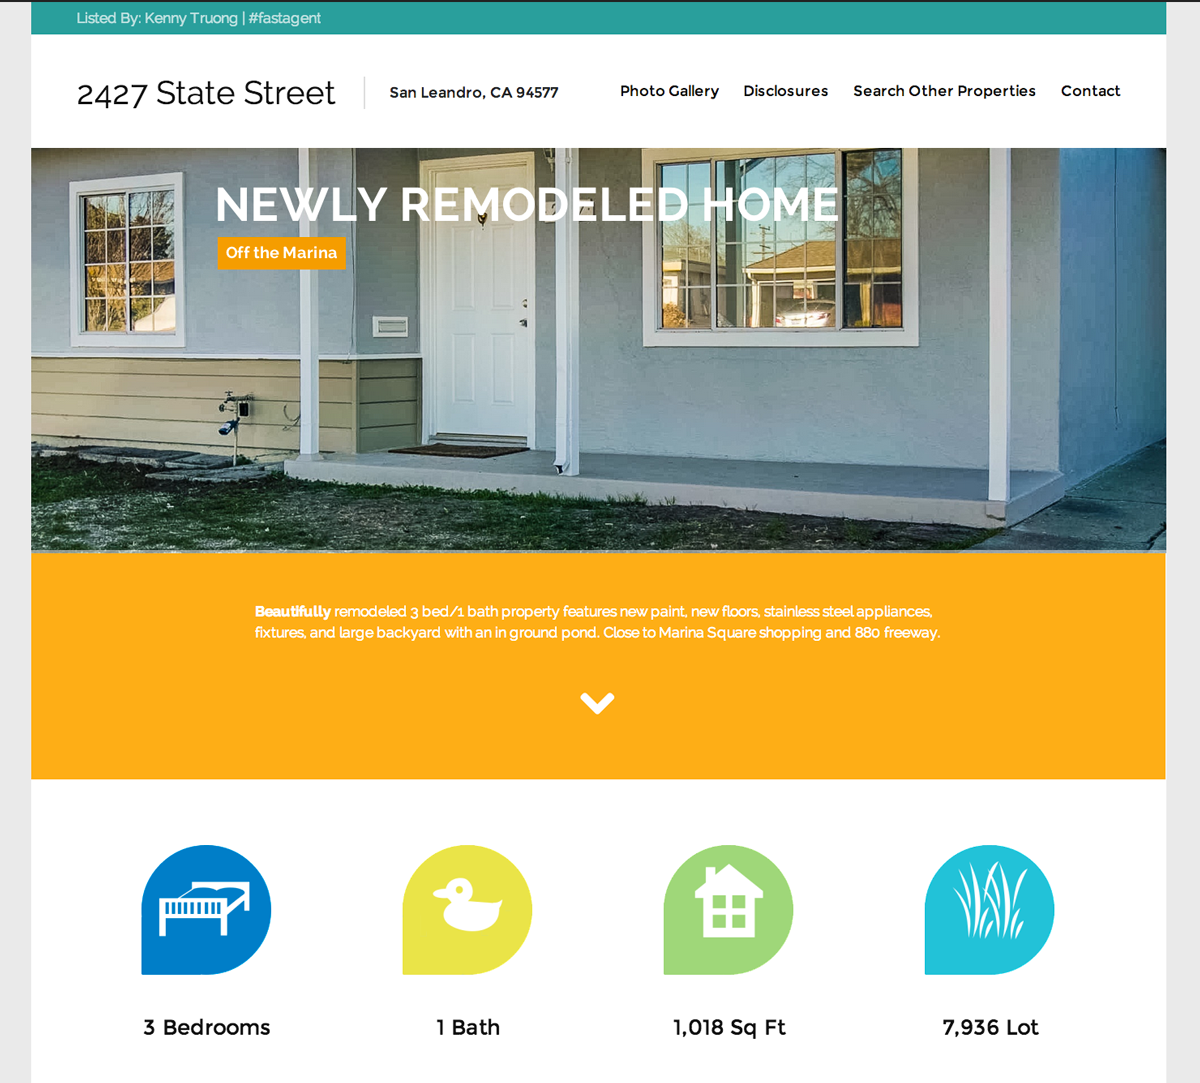 Listed By: Kenny Truong | #fastagent
2427 State Street
San Leandro, CA 94577
Photo Gallery
Disclosures
Search Other Properties
Contact
NEWLY REMODELED HOME
Off the Marina
Beautifully remodeled 3 bed/1 bath property features new paint, new floors, stainless steel appliances,
fixtures, and large backyard with an in ground pond. Close to Marina Square shopping and 880 freeway.
3 Bedrooms
1 Bath
1,018 Sq Ft
7,936 Lot